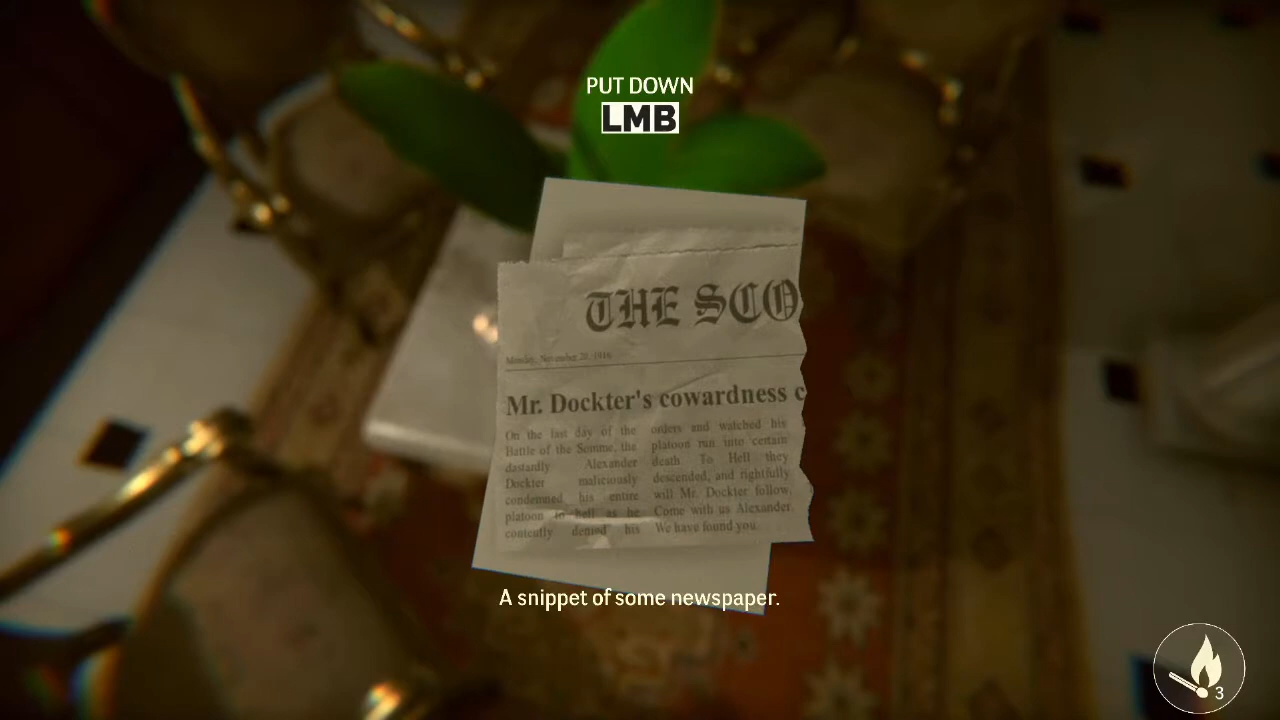 PUT DOWN
LMB
THE SCO
Monday, November 20, 1916
Mr. Dockter's cowardness c
On the last day of the
Battle of the Somme, the
dastardly Alexander
Dockter maliciously
condemned his entire
platoon to hell as he
contently denied his
orders and watched his
platoon run into certain
death. To Hell they
descended, and rightfully
will Mr. Dockter follow.
Come with us Alexander.
We have found you.
A snippet of some newspaper.
3